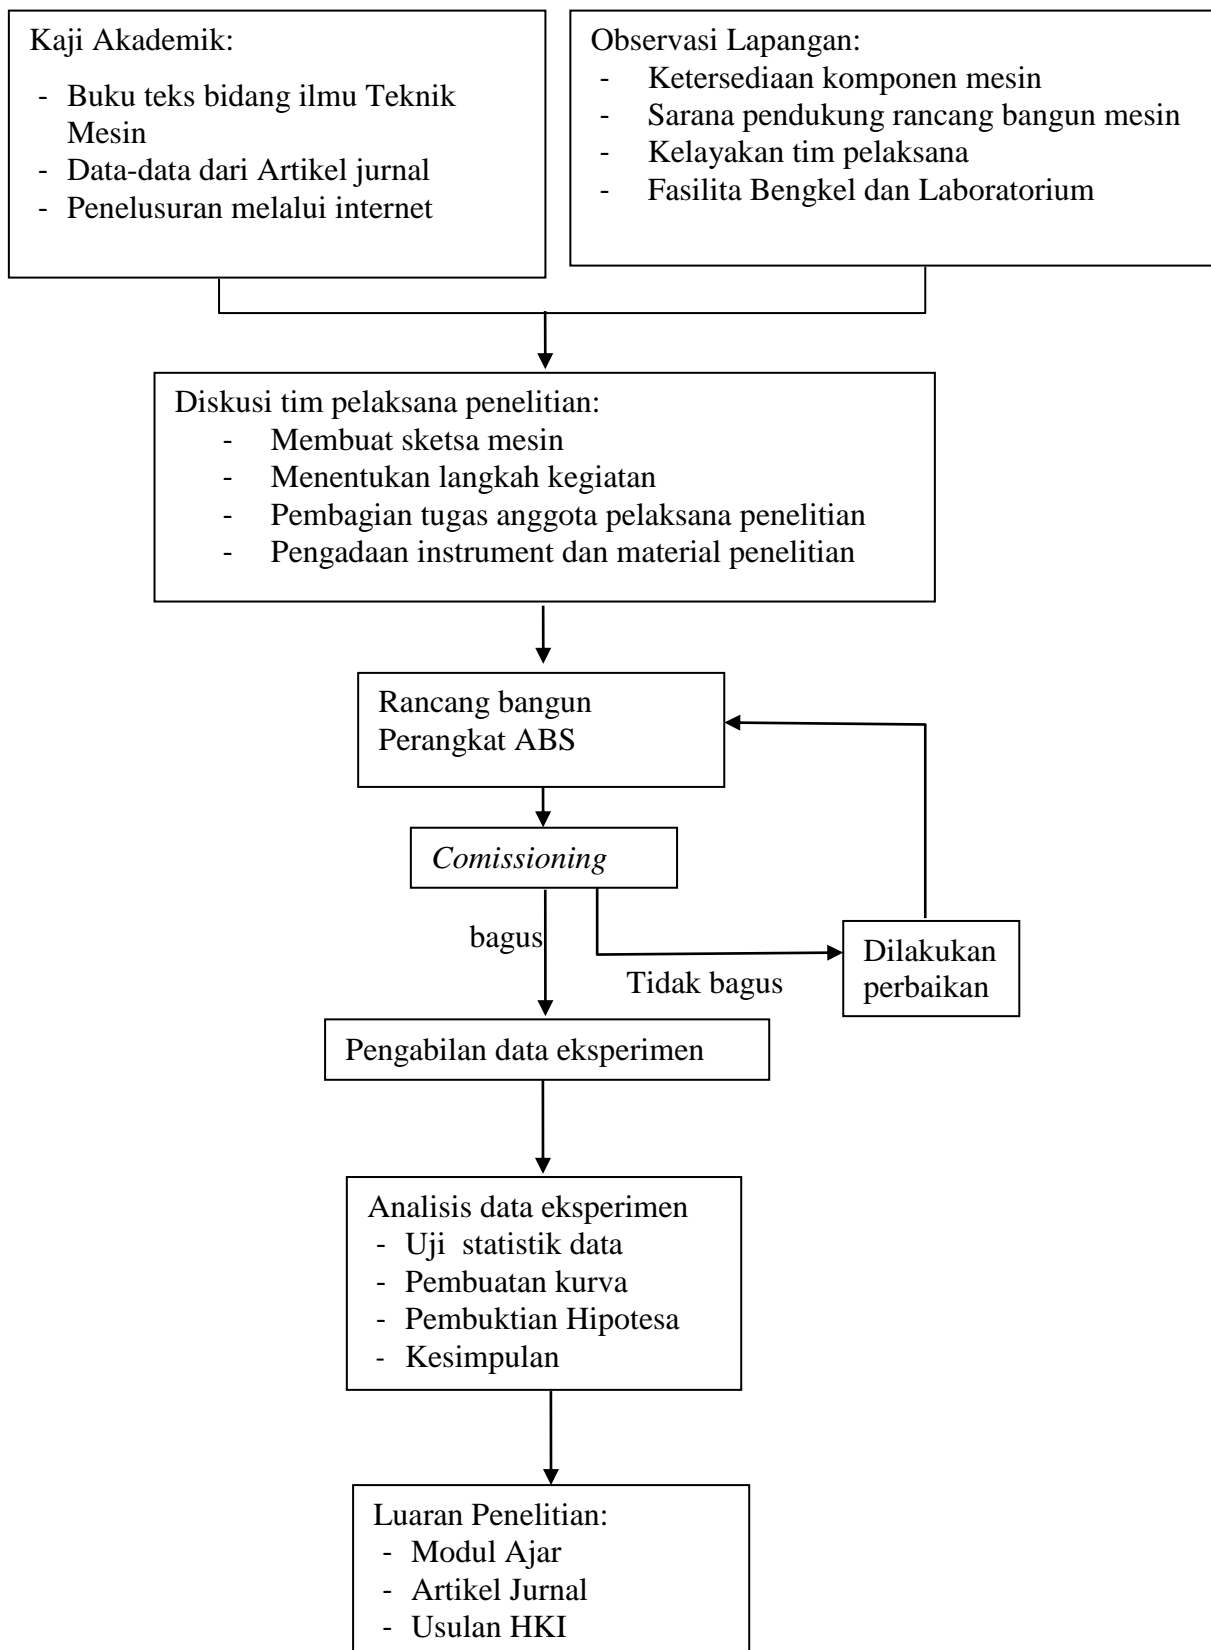 Kaji Akademik:
- Buku teks bidang ilmu Teknik
Mesin
- Data-data dari Artikel jurnal
- Penelusuran melalui internet
Observasi Lapangan:
- Ketersediaan komponen mesin
- Sarana pendukung rancang bangun mesin
- Kelayakan tim pelaksana
- Fasilita Bengkel dan Laboratorium
Diskusi tim pelaksana penelitian:
- Membuat sketsa mesin
- Menentukan langkah kegiatan
- Pembagian tugas anggota pelaksana penelitian
- Pengadaan instrument dan material penelitian
Rancang bangun
Perangkat ABS
Comissioning
bagus
Tidak bagus
Dilakukan
perbaikan
Pengabilan data eksperimen
Analisis data eksperimen
- Uji statistik data
- Pembuatan kurva
- Pembuktian Hipotesa
- Kesimpulan
Luaran Penelitian:
- Modul Ajar
- Artikel Jurnal
- Usulan HKI